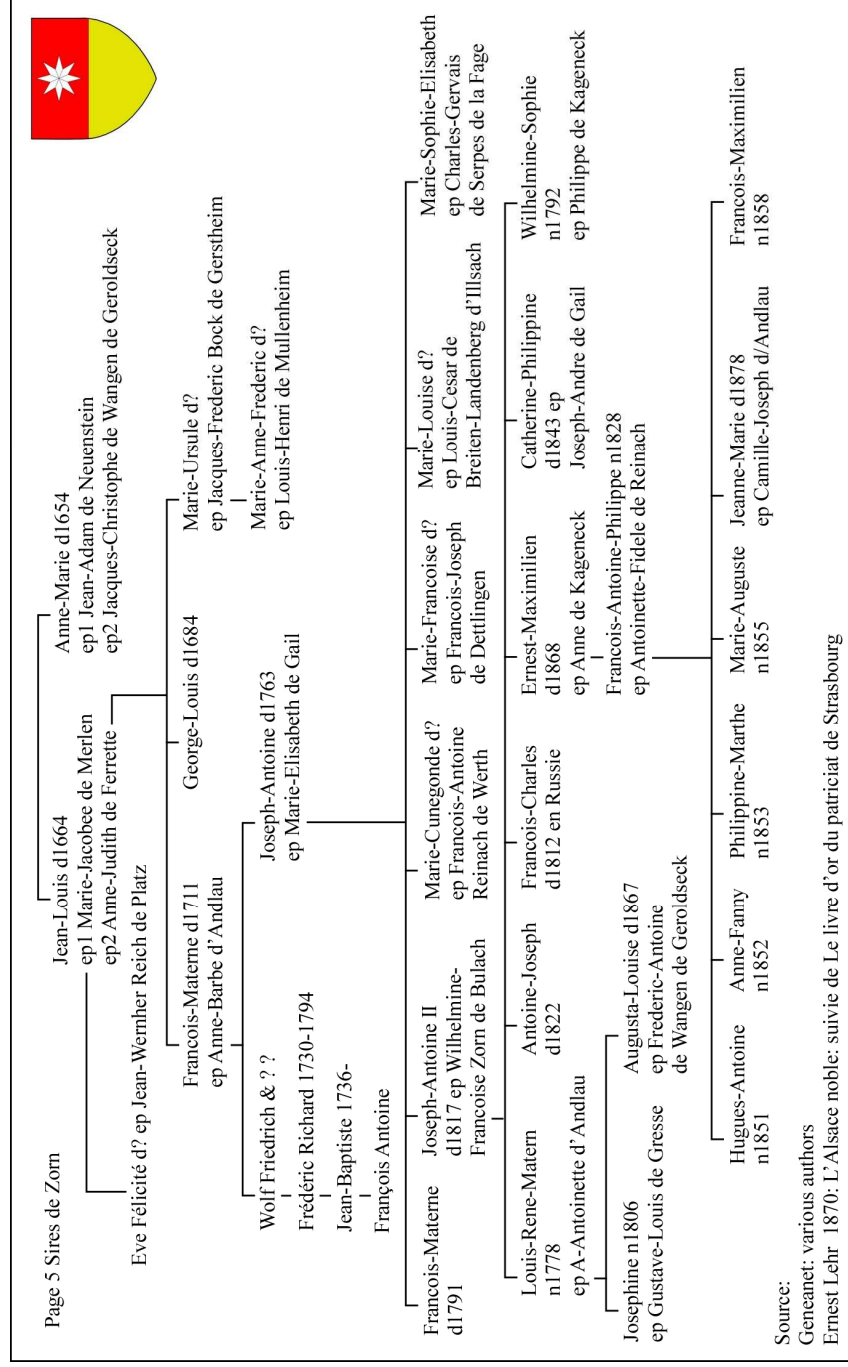 Page 5 Sires de Zorn
Jean-Louis d1664
ep1 Marie-Jacobee de Merlen
ep2 Anne-Judith de Ferrette
Anne-Marie d1654
ep1 Jean-Adam de Neuenstein
ep2 Jacques-Christophe de Wangen de Geroldseck
Eve Félicité d? ep Jean-Wernher Reich de Platz
Francois-Materne d1711
ep Anne-Barbe d'Andlau
George-Louis d1684
Marie-Ursule d?
ep Jacques-Frederic Bock de Gerstheim
Marie-Anne-Frederic d?
ep Louis-Henri de Mullenheim
Wolf Friedrich & ? ?
Frédéric Richard 1730-1794
Jean-Baptiste 1736-
François Antoine
Joseph-Antoine d1763
ep Marie-Elisabeth de Gail
Francois-Materne
d1791
Joseph-Antoine II
d1817 ep Wilhelmine-
Francoise Zorn de Bulach
Marie-Cunegonde d?
ep Francois-Antoine
Reinach de Werth
Marie-Francoise d?
ep Francois-Joseph
de Dettlingen
Marie-Louise d?
ep Louis-Cesar de
Breiten-Landenberg d'Illsach
Marie-Sophie-Elisabeth
ep Charles-Gervais
de Serpes de la Fage
Louis-Rene-Matern
n1778
ep A-Antoinette d'Andlau
Antoine-Joseph
d1822
Francois-Charles
d1812 en Russie
Ernest-Maximilien
d1868
ep Anne de Kageneck
Catherine-Philippine
d1843 ep
Joseph-Andre de Gail
Wilhelmine-Sophie
n1792
ep Philippe de Kageneck
Josephine n1806
ep Gustave-Louis de Gresse
Augusta-Louise d1867
ep Frederic-Antoine
de Wangen de Geroldseck
Francois-Antoine-Philippe n1828
ep Antoinette-Fidele de Reinach
Hugues-Antoine
n1851
Anne-Fanny
n1852
Philippine-Marthe
n1853
Marie-Auguste
n1855
Jeanne-Marie d1878
ep Camille-Joseph d/Andlau
Francois-Maximilien
n1858
Source:
Geneanet: various authors
Ernest Lehr 1870: L'Alsace noble: suivie de Le livre d'or du patriciat de Strasbourg